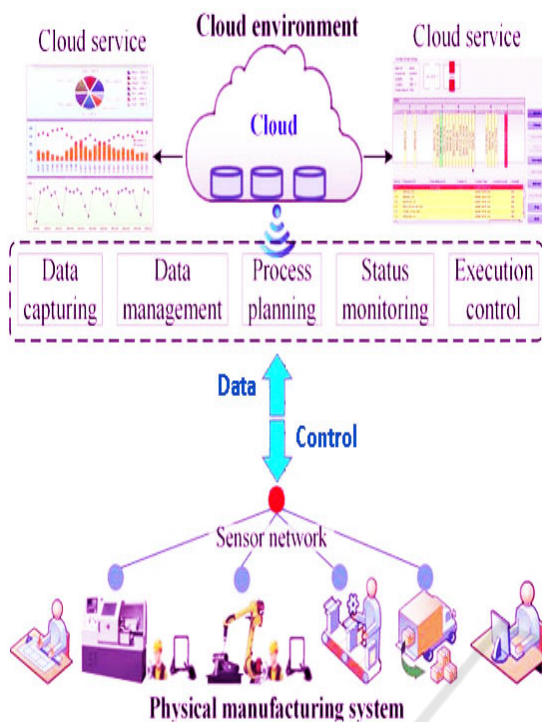 Cloud environment
Cloud service
Cloud service
Cloud
Data capturing
Data management
Process planning
Status monitoring
Execution control
Data
Control
Sensor network
Physical manufacturing system